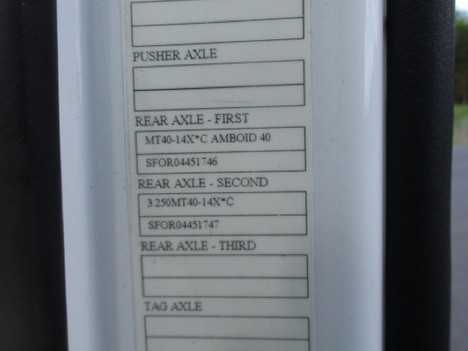 PUSHER AXLE
REAR AXLE - FIRST
MT40-14X*C AMBOID 40
SFOR04451746
REAR AXLE - SECOND
3.250MT40-14X*C
SFOR04451747
REAR AXLE - THIRD
TAG AXLE